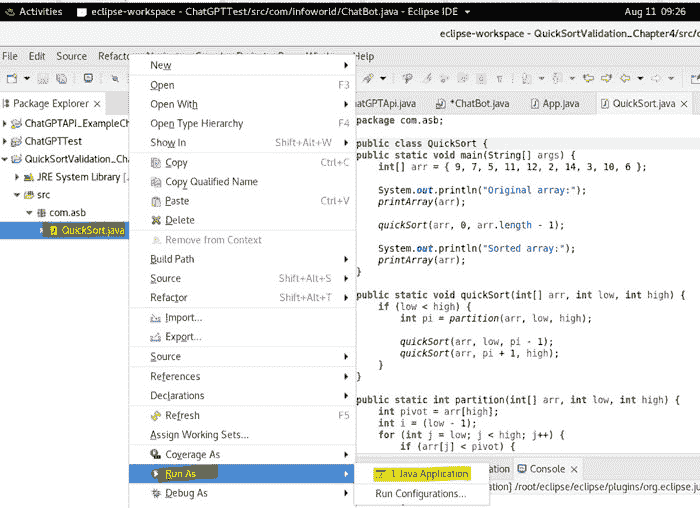 Activities
eclipse-workspace - ChatGPTTest/src/com/infoworld/ChatBot.java - Eclipse IDE
Aug 11 09:26
eclipse-workspace - QuickSortValidation_Chapter4/src/c
File Edit Source Refactor Help
Package Explorer
ChatGPTAPI_ExampleCh
ChatGPTTest
QuickSortValidation_Cha
JRE System Library [
src
com.asb
QuickSort.java
New
Open F3
Open With
Open Type Hierarchy F4
Show In Shift+Alt+W
Copy Ctrl+C
Copy Qualified Name
Paste Ctrl+V
Delete
Remove from Context
Build Path
Source Shift+Alt+S
Refactor Shift+Alt+T
Import...
Export...
Source
References
Declarations
Refresh F5
Assign Working Sets...
Coverage As
Run As
Debug As
1 Java Application
Run Configurations...
hatGPTApi.java *ChatBot.java App.java QuickSort.java
package com.asb;
public class QuickSort {
public static void main(String[] args) {
int[] arr = { 9, 7, 5, 11, 12, 2, 14, 3, 10, 6 };
System.out.println("Original array:");
printArray(arr);
quickSort(arr, 0, arr.length - 1);
System.out.println("Sorted array:");
printArray(arr);
}
public static void quickSort(int[] arr, int low, int high) {
if (low < high) {
int pi = partition(arr, low, high);
quickSort(arr, low, pi - 1);
quickSort(arr, pi + 1, high);
}
}
public static int partition(int[] arr, int low, int high) {
int pivot = arr[high];
int i = (low - 1);
for (int j = low; j < high; j++) {
if (arr[j] < pivot) {
ation Console
ation] /root/eclipse/eclipse/plugins/org.eclipse.ju